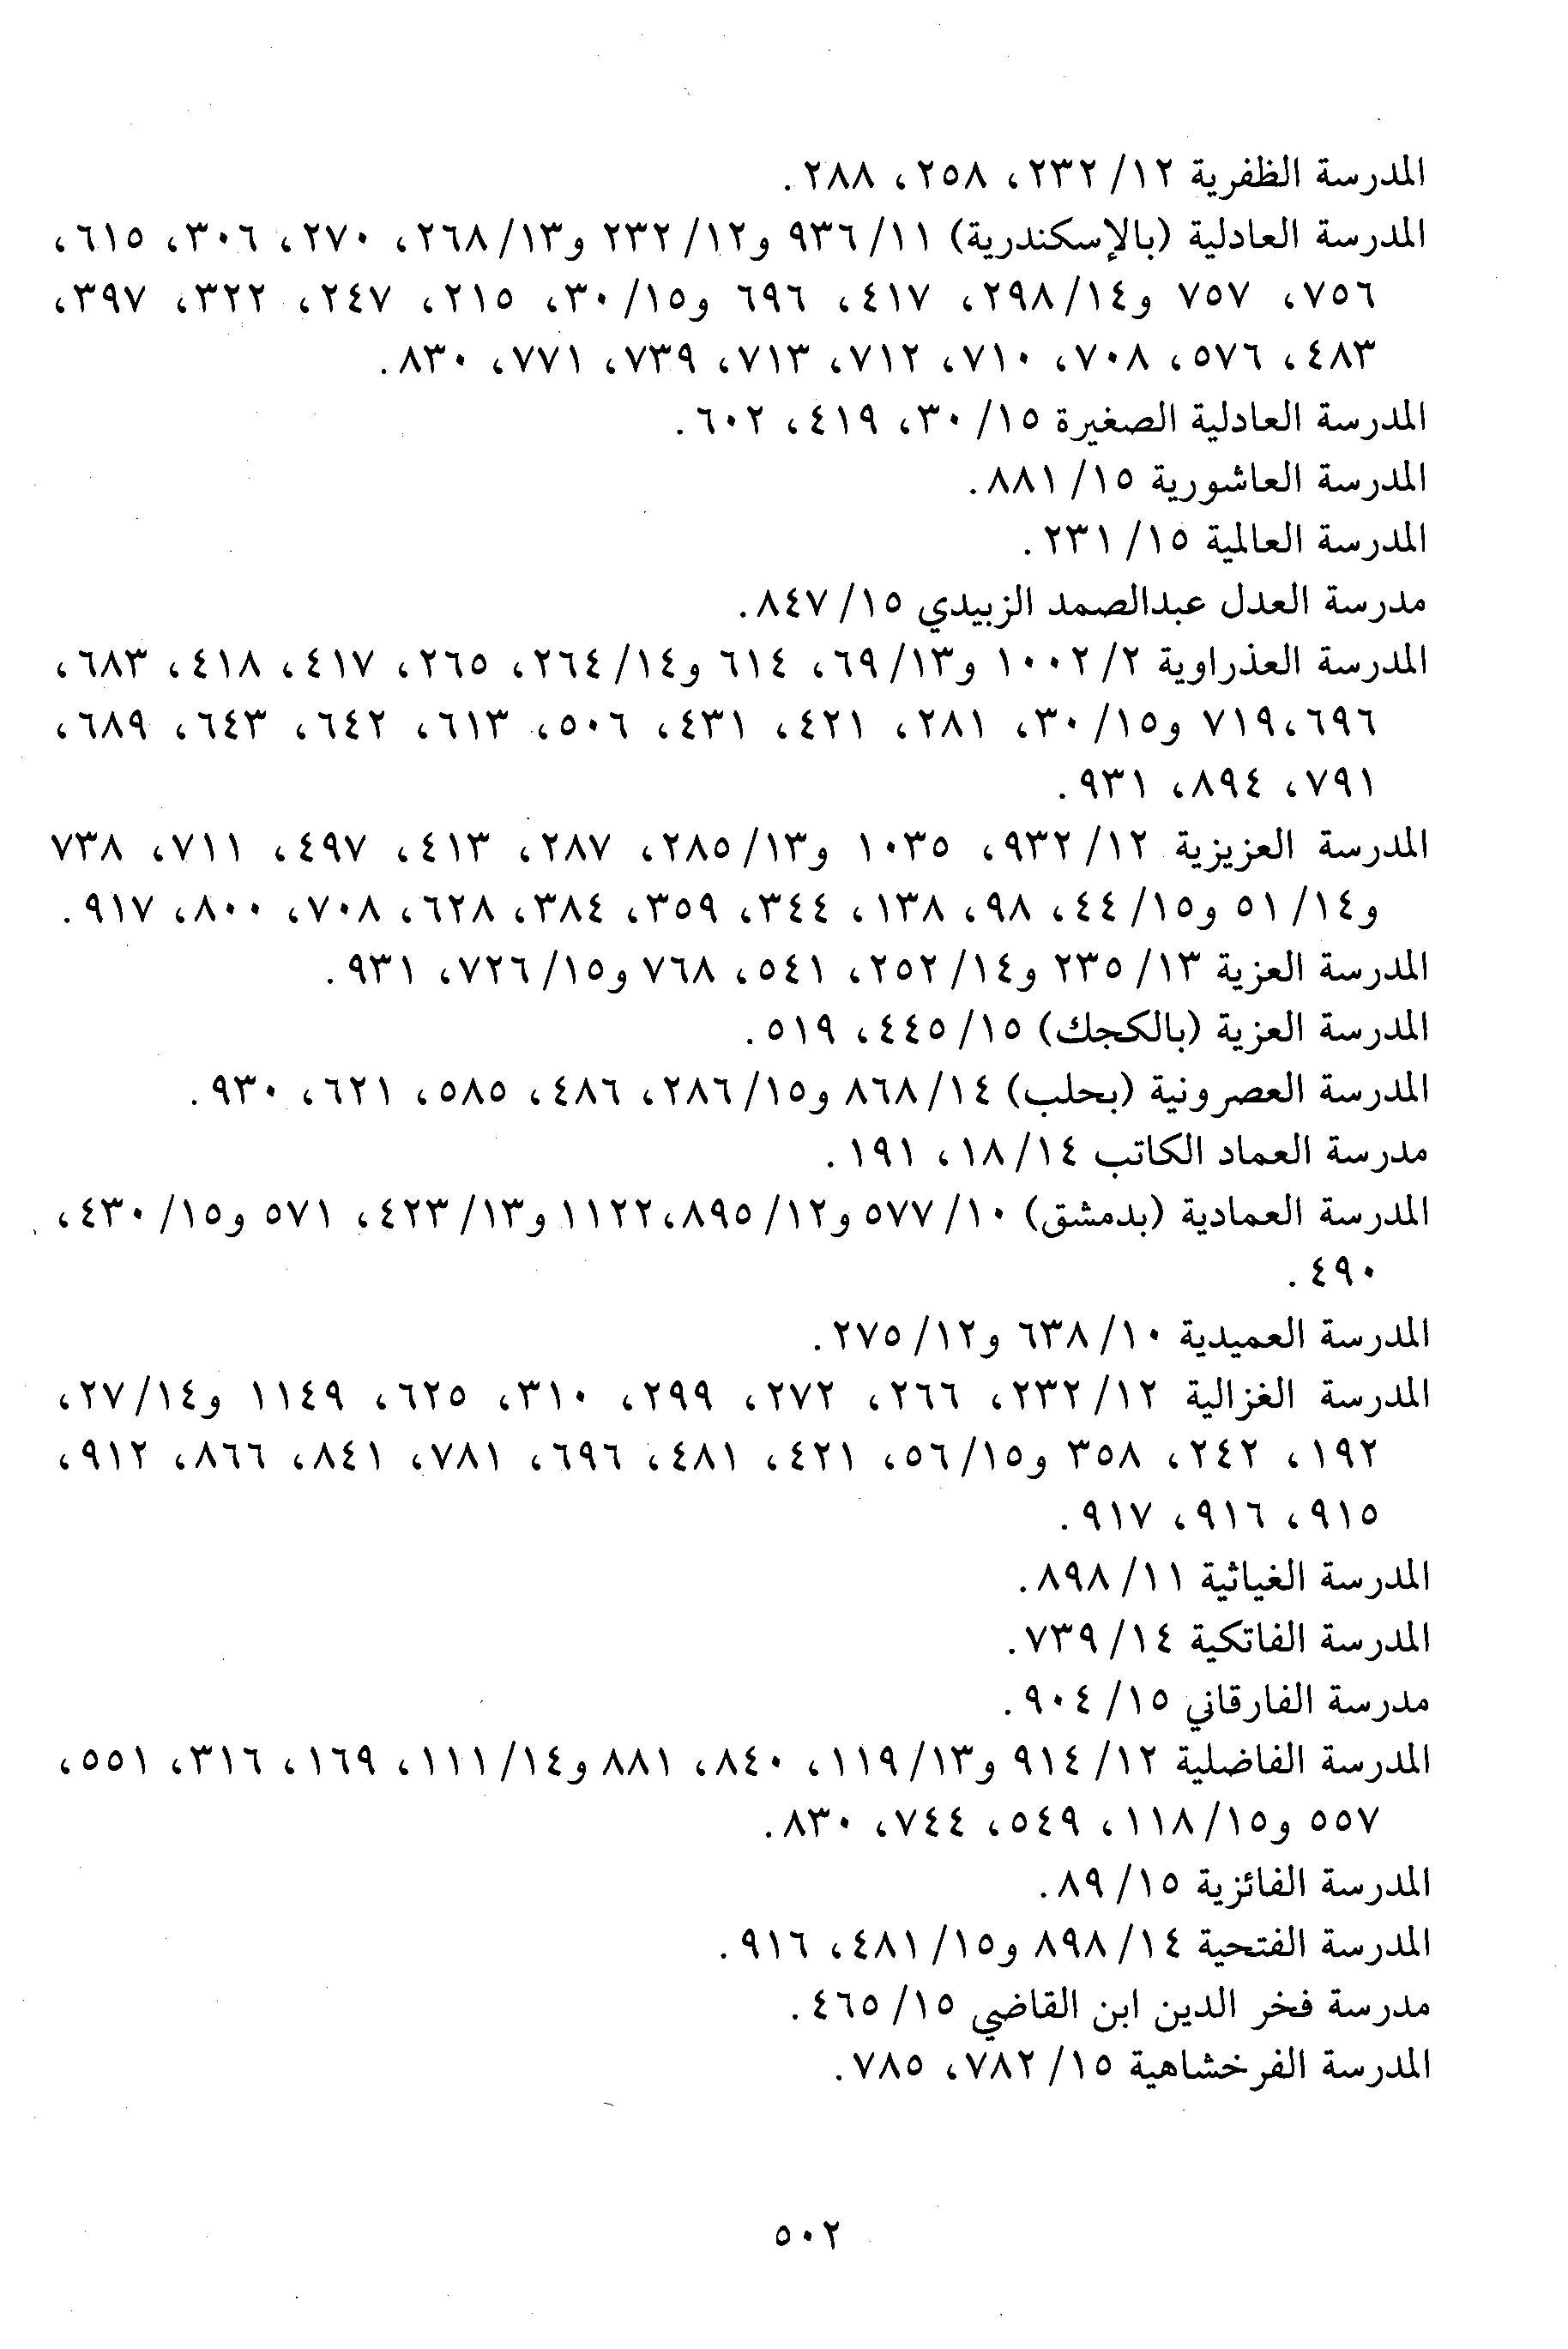 المدرسة الظفرية ١٢/ ٢٣٢، ٢٥٨، ٢٨٨.
المدرسة العادلية (بالإسكندرية) ١١/ ٩٣٦ و١٢/ ٢٣٢ و١٣/ ٢٦٨، ٢٧٠، ٣٠٦، ٦١٥،
٧٥٦، ٧٥٧ و١٤/ ٢٩٨، ٤١٧، ٦٩٦ و١٥/ ٣٠، ٢١٥، ٢٤٧، ٣٢٢، ٣٩٧،
٤٨٣، ٥٧٦، ٧٠٨، ٧١٠، ٧١٢، ٧١٣، ٧٣٩، ٧٧١، ٨٣٠.
المدرسة العادلية الصغيرة ١٥/ ٣٠، ٤١٩، ٦٠٢.
المدرسة العاشورية ١٥/ ٨٨١.
المدرسة العالمية ١٥/ ٢٣١.
مدرسة العدل عبدالصمد الزبيدي ١٥/ ٨٤٧.
المدرسة العذراوية ٢/ ١٠٠٢ و١٣/ ٦٩، ٦١٤ و١٤/ ٢٦٤، ٢٦٥، ٤١٧، ٤١٨، ٦٨٣،
٦٩٦،٧١٩ و١٥/ ٣٠، ٢٨١، ٤٢١، ٤٣١، ٥٠٦، ٦١٣، ٦٤٢، ٦٤٣، ٦٨٩،
٧٩١، ٨٩٤، ٩٣١.
المدرسة العزيزية ١٢/ ٩٣٢، ١٠٣٥ و١٣/ ٢٨٥، ٢٨٧، ٤١٣، ٤٩٧، ٧١١، ٧٣٨
و١٤/ ٥١ و١٥/ ٤٤، ٩٨، ١٣٨، ٣٤٤، ٣٥٩، ٣٨٤، ٦٢٨، ٧٠٨، ٨٠٠، ٩١٧.
المدرسة العزية ١٣/ ٢٣٥ و١٤/ ٢٥٢، ٥٤١، ٧٦٨ و١٥/ ٧٢٦، ٩٣١.
المدرسة العزية (بالكجك) ١٥/ ٤٤٥، ٥١٩.
المدرسة العصرونية (بحلب) ١٤/ ٨٦٨ و١٥/ ٢٨٦، ٤٨٦، ٥٨٥، ٦٢١، ٩٣٠.
مدرسة العماد الكاتب ١٤/ ١٨، ١٩١.
المدرسة العمادية (بدمشق) ١٠/ ٥٧٧ و١٢/ ٨٩٥،١١٢٢ و١٣/ ٤٢٣، ٥٧١ و١٥/ ٤٣٠،
٤٩٠.
المدرسة العميدية ١٠/ ٦٣٨ و١٢/ ٢٧٥.
المدرسة الغزالية ١٢/ ٢٣٢، ٢٦٦، ٢٧٢، ٢٩٩، ٣١٠، ٦٢٥، ١١٤٩ و١٤/ ٢٧،
١٩٢، ٢٤٢، ٣٥٨ و١٥/ ٥٦، ٤٢١، ٤٨١، ٦٩٦، ٧٨١، ٨٤١، ٨٦٦، ٩١٢،
٩١٥، ٩١٦، ٩١٧.
المدرسة الغياثية ١١/ ٨٩٨.
المدرسة الفاتكية ١٤/ ٧٣٩.
مدرسة الفارقاني ١٥/ ٩٠٤.
المدرسة الفاضلية ١٢/ ٩١٤ و١٣/ ١١٩، ٨٤٠، ٨٨١ و١٤/ ١١١، ١٦٩، ٣١٦، ٥٥١،
٥٥٧ و١٥/ ١١٨، ٥٤٩، ٧٤٤، ٨٣٠.
المدرسة الفائزية ١٥/ ٨٩.
المدرسة الفتحية ١٤/ ٨٩٨ و١٥/ ٤٨١، ٩١٦.
مدرسة فخر الدين ابن القاضي ١٥/ ٤٦٥.
المدرسة الفرخشاهية ١٥/ ٧٨٢، ٧٨٥.
٥٠٢